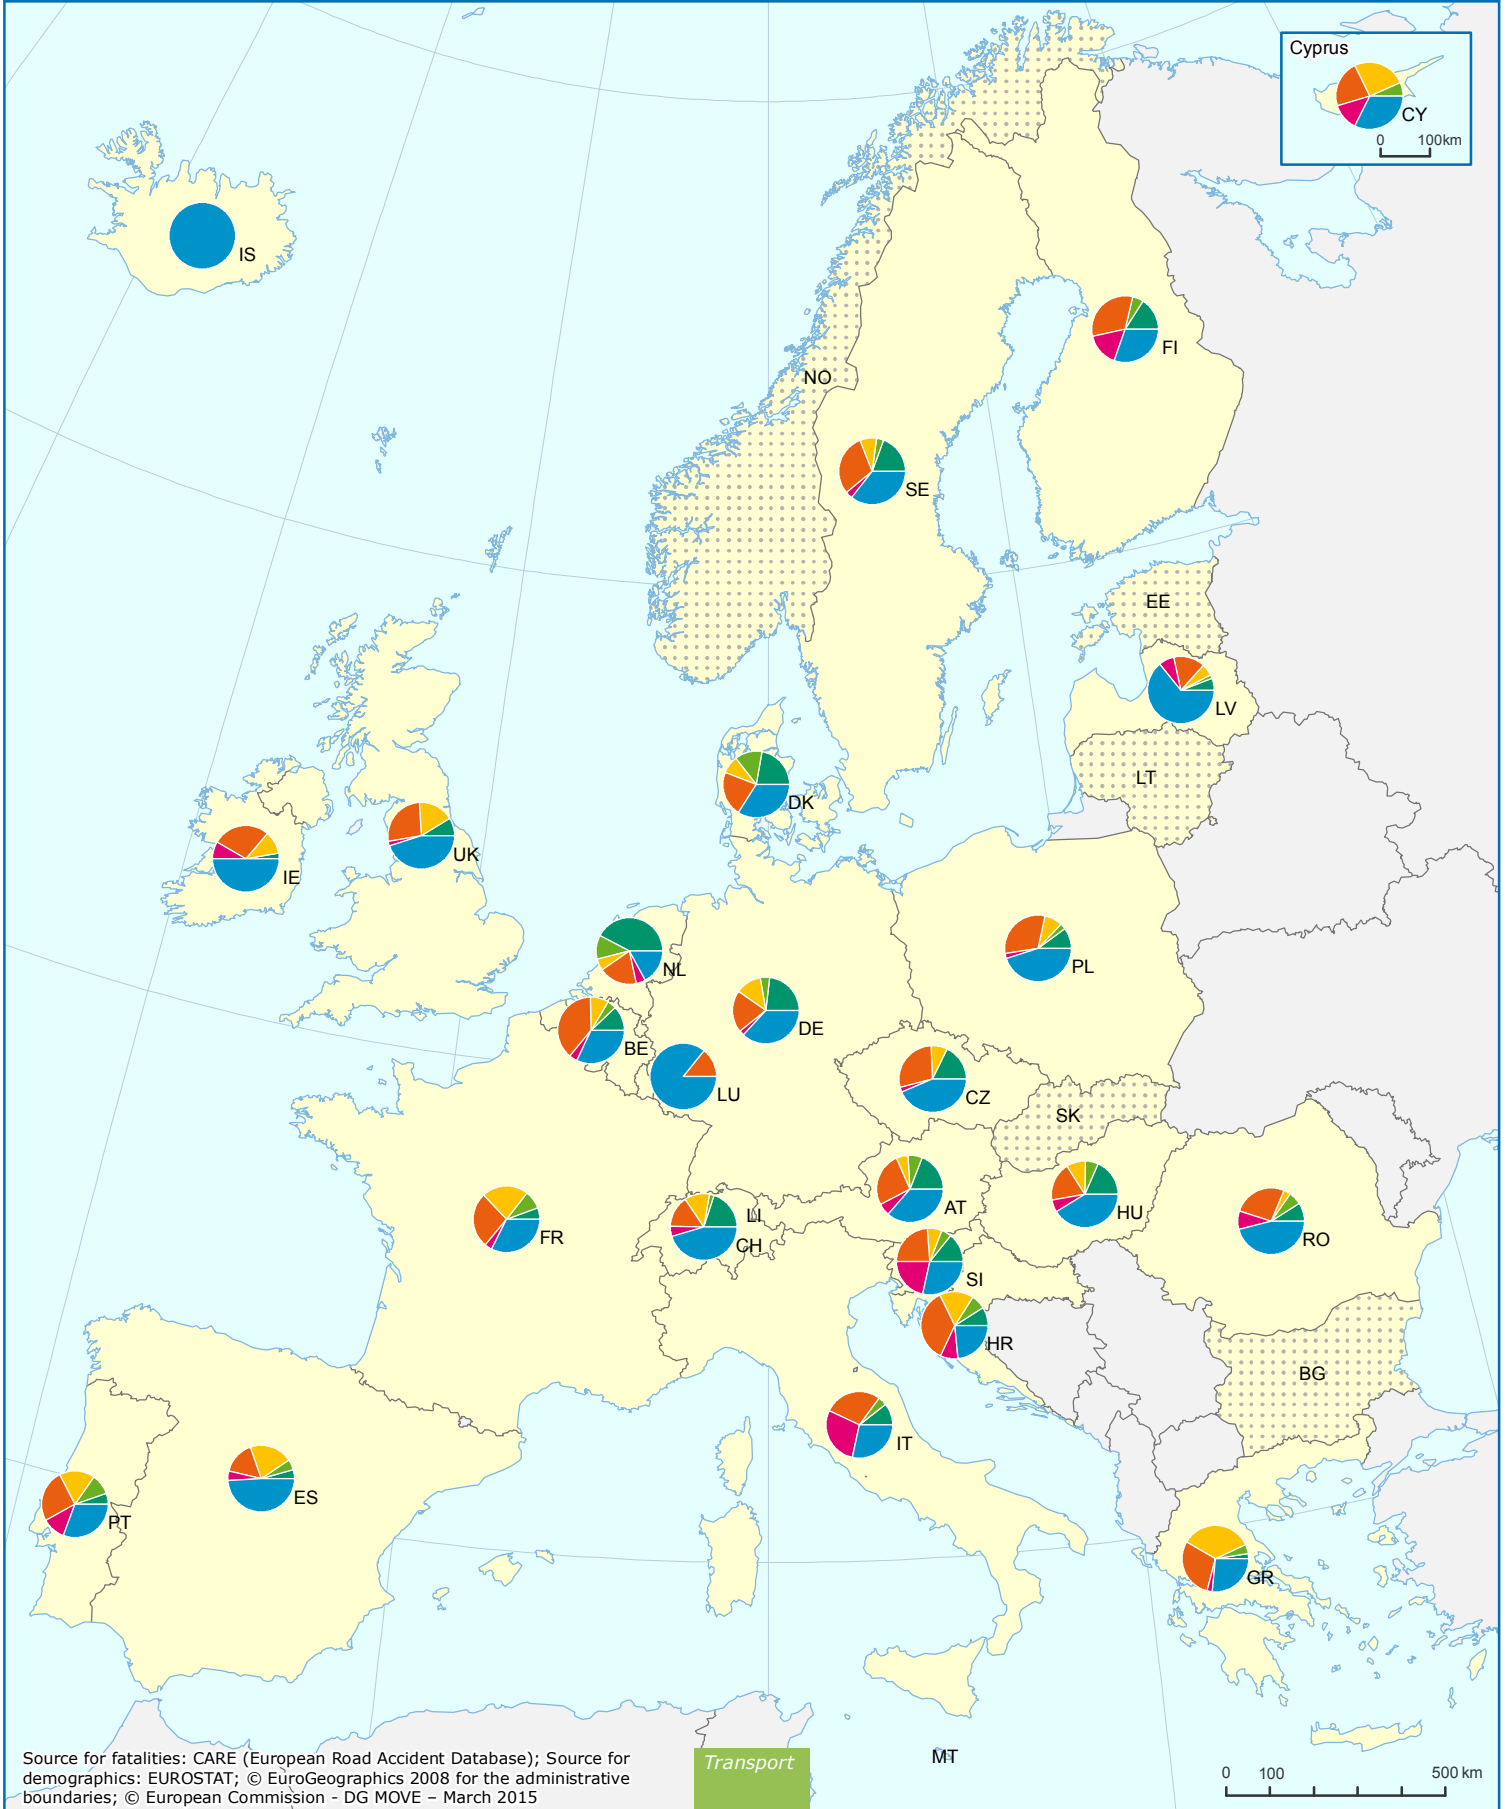 Cyprus
CY
0 100km
IS
FI
NO
SE
EE
LV
LT
DK
UK
IE
NL
PL
DE
BE
LU
CZ
SK
AT
LI
HU
FR
CH
RO
SI
HR
BG
IT
ES
PT
GR
MT
Source for fatalities: CARE (European Road Accident Database); Source for
demographics: EUROSTAT; © EuroGeographics 2008 for the administrative
boundaries; © European Commission - DG MOVE – March 2015
Transport
0 100 500 km